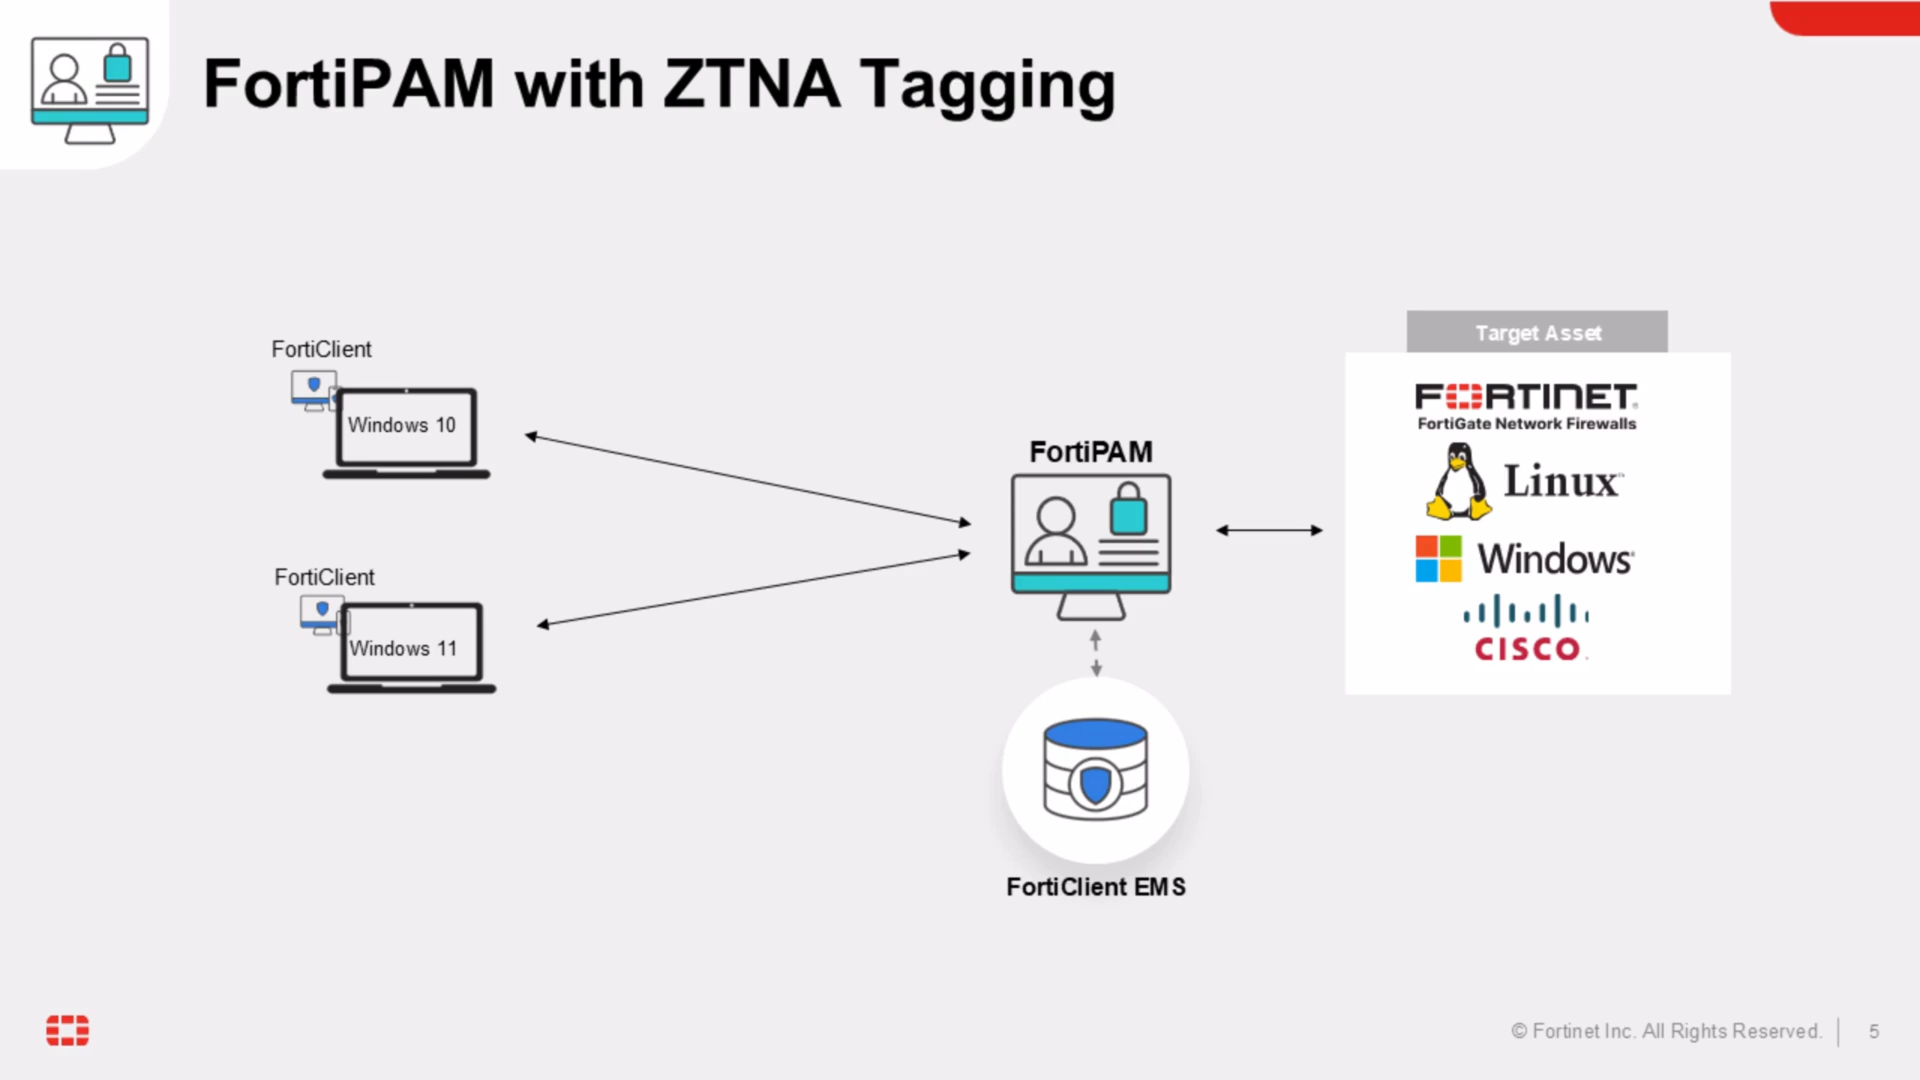 FortiPAM with ZTNA Tagging
FortiClient
Windows 10
FortiClient
Windows 11
FortiPAM
FortiClient EMS
Target Asset
FORTINET®
FortiGate Network Firewalls
Linux™
Windows®
CISCO.
© Fortinet Inc. All Rights Reserved.
5